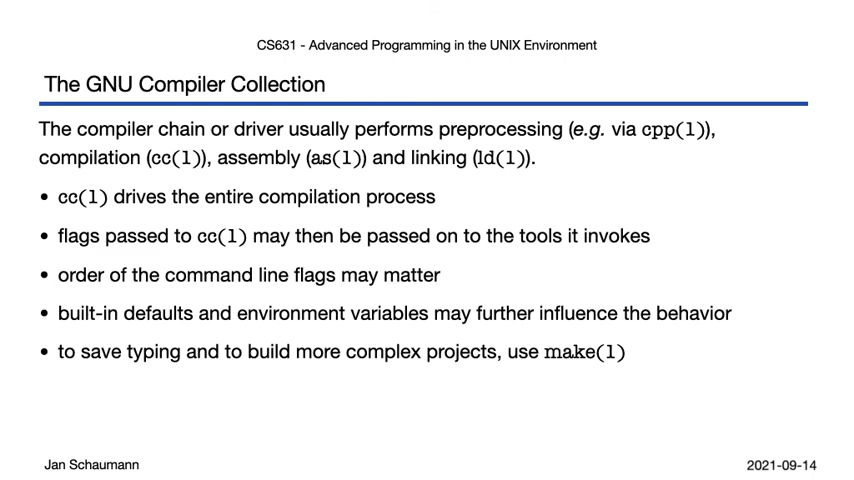 CS631 - Advanced Programming in the UNIX Environment
The GNU Compiler Collection
The compiler chain or driver usually performs preprocessing (e.g. via cpp(1)),
compilation (cc(1)), assembly (as(1)) and linking (ld(1)).
• cc(1) drives the entire compilation process
• flags passed to cc(1) may then be passed on to the tools it invokes
• order of the command line flags may matter
• built-in defaults and environment variables may further influence the behavior
• to save typing and to build more complex projects, use make(1)
Jan Schaumann
2021-09-14